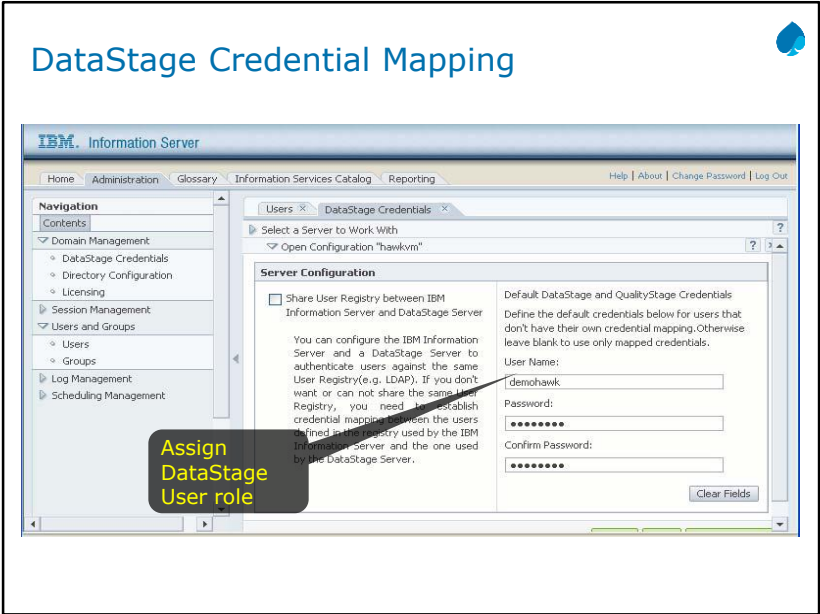 DataStage Credential Mapping
IBM. Information Server
Home Administration Glossary Information Services Catalog Reporting
Help | About | Change Password | Log Out
Navigation
Contents
Domain Management
DataStage Credentials
Directory Configuration
Licensing
Session Management
Users and Groups
Users
Groups
Log Management
Scheduling Management
Users × DataStage Credentials ×
Select a Server to Work With
?
Open Configuration "hawkvm"
?
Server Configuration
Share User Registry between IBM
Information Server and DataStage Server
You can configure the IBM Information
Server and a DataStage Server to
authenticate users against the same
User Registry(e.g. LDAP). If you don't
want or can not share the same User
Registry, you need to establish
credential mapping between the users
defined in the registry used by the IBM
Information Server and the one used
by the DataStage Server.
Default DataStage and QualityStage Credentials
Define the default credentials below for users that
don't have their own credential mapping.Otherwise
leave blank to use only mapped credentials.
User Name:
demohawk
Password:
●●●●●●●●
Confirm Password:
●●●●●●●●
Clear Fields
Assign
DataStage
User role